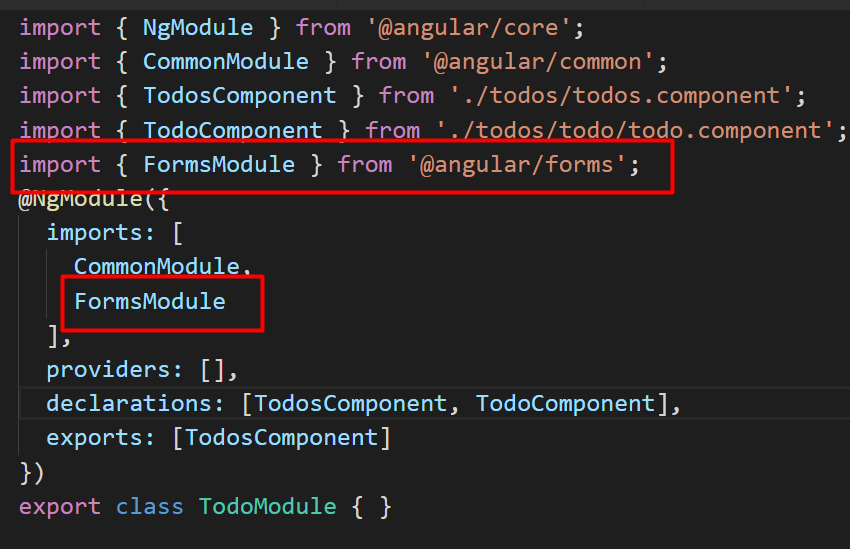 import { NgModule } from '@angular/core';
import { CommonModule } from '@angular/common';
import { TodosComponent } from './todos/todos.component';
import { TodoComponent } from './todos/todo/todo.component';
import { FormsModule } from '@angular/forms';
@NgModule({
imports: [
CommonModule,
FormsModule
],
providers: [],
declarations: [TodosComponent, TodoComponent],
exports: [TodosComponent]
})
export class TodoModule { }